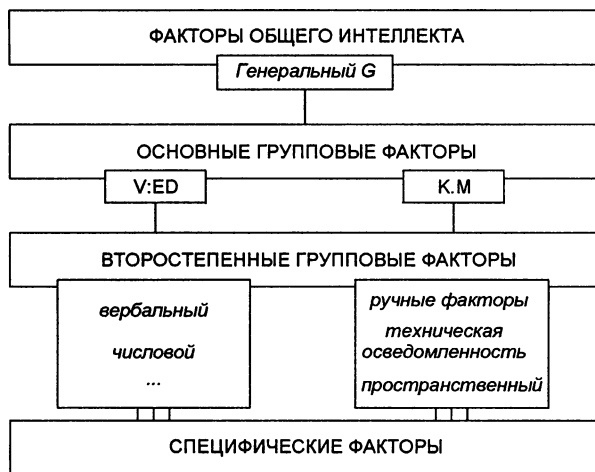 ФАКТОРЫ ОБЩЕГО ИНТЕЛЛЕКТА
Генеральный G
ОСНОВНЫЕ ГРУППОВЫЕ ФАКТОРЫ
V:ED
K.M
ВТОРОСТЕПЕННЫЕ ГРУППОВЫЕ ФАКТОРЫ
вербальный
числовой
...
ручные факторы
техническая
осведомленность
пространственный
СПЕЦИФИЧЕСКИЕ ФАКТОРЫ